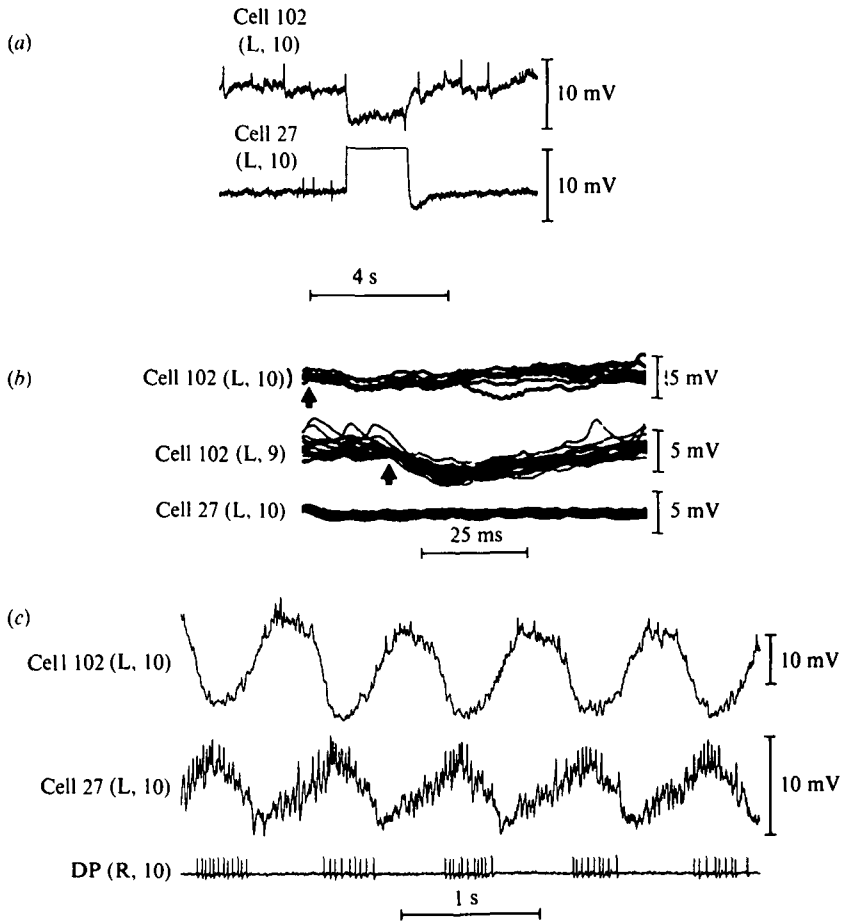 (a)
Cell 102
(L, 10)
10 mV
Cell 27
(L, 10)
10 mV
4 s
(b)
Cell 102 (L, 10))
5 mV
Cell 102 (L, 9)
5 mV
Cell 27 (L, 10)
5 mV
25 ms
(c)
Cell 102 (L, 10)
10 mV
Cell 27 (L, 10)
10 mV
DP (R, 10)
1 s